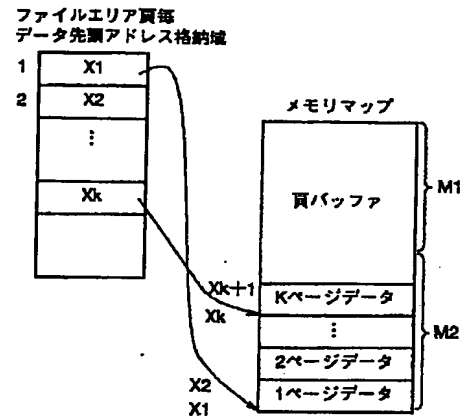 ファイルエリア頁毎
データ先頭アドレス格納域
1
X1
2
X2
⋮
Xk
メモリマップ
頁バッファ
M1
Xk+1
Kページデータ
Xk
⋮
M2
2ページデータ
X2
1ページデータ
X1